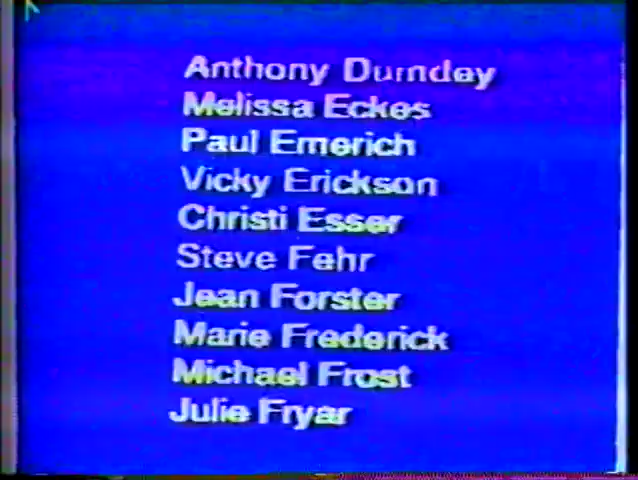 Anthony Durnday
Melissa Eckes
Paul Emerich
Vicky Erickson
Christi Esser
Steve Fehr
Jean Forster
Marie Frederick
Michael Frost
Julie Fryar